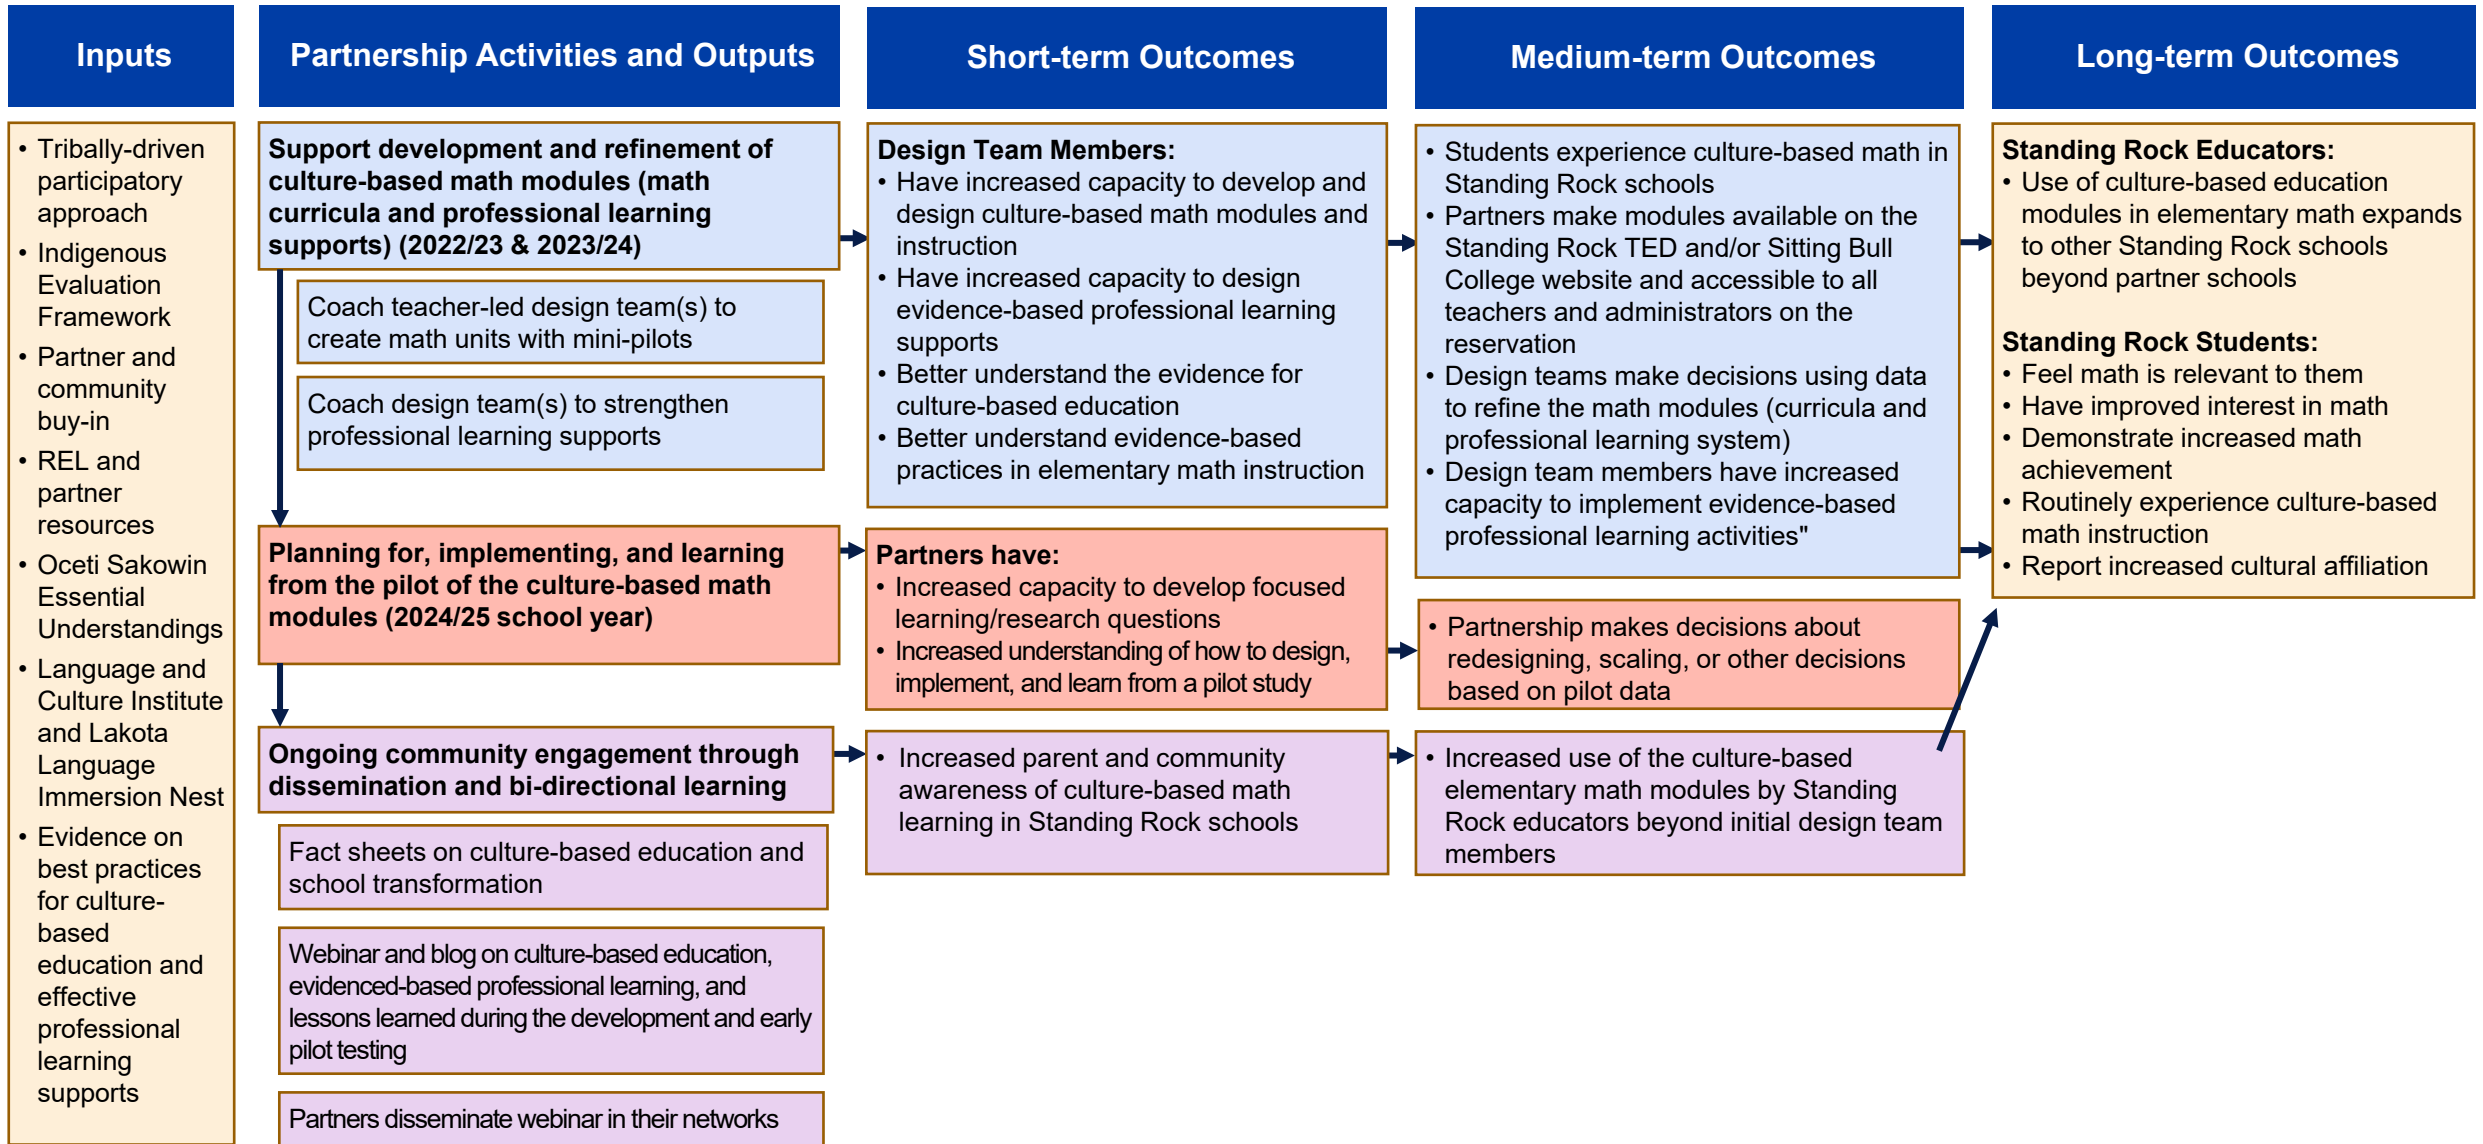 Inputs
Partnership Activities and Outputs
Short-term Outcomes
Medium-term Outcomes
Long-term Outcomes
• Tribally-driven
participatory
approach
• Indigenous
Evaluation
Framework
• Partner and
community
buy-in
• REL and
partner
resources
• Oceti Sakowin
Essential
Understandings
• Language and
Culture Institute
and Lakota
Language
Immersion Nest
• Evidence on
best practices
for culture-
based
education and
effective
professional
learning
supports
Support development and refinement of
culture-based math modules (math
curricula and professional learning
supports) (2022/23 & 2023/24)
Coach teacher-led design team(s) to
create math units with mini-pilots
Coach design team(s) to strengthen
professional learning supports
Planning for, implementing, and learning
from the pilot of the culture-based math
modules (2024/25 school year)
Ongoing community engagement through
dissemination and bi-directional learning
Fact sheets on culture-based education and
school transformation
Webinar and blog on culture-based education,
evidenced-based professional learning, and
lessons learned during the development and early
pilot testing
Partners disseminate webinar in their networks
Design Team Members:
• Have increased capacity to develop and
design culture-based math modules and
instruction
• Have increased capacity to design
evidence-based professional learning
supports
• Better understand the evidence for
culture-based education
• Better understand evidence-based
practices in elementary math instruction
Partners have:
• Increased capacity to develop focused
learning/research questions
• Increased understanding of how to design,
implement, and learn from a pilot study
• Increased parent and community
awareness of culture-based math
learning in Standing Rock schools
• Students experience culture-based math in
Standing Rock schools
• Partners make modules available on the
Standing Rock TED and/or Sitting Bull
College website and accessible to all
teachers and administrators on the
reservation
• Design teams make decisions using data
to refine the math modules (curricula and
professional learning system)
• Design team members have increased
capacity to implement evidence-based
professional learning activities"
• Partnership makes decisions about
redesigning, scaling, or other decisions
based on pilot data
• Increased use of the culture-based
elementary math modules by Standing
Rock educators beyond initial design team
members
Standing Rock Educators:
• Use of culture-based education
modules in elementary math expands
to other Standing Rock schools
beyond partner schools
Standing Rock Students:
• Feel math is relevant to them
• Have improved interest in math
• Demonstrate increased math
achievement
• Routinely experience culture-based
math instruction
• Report increased cultural affiliation